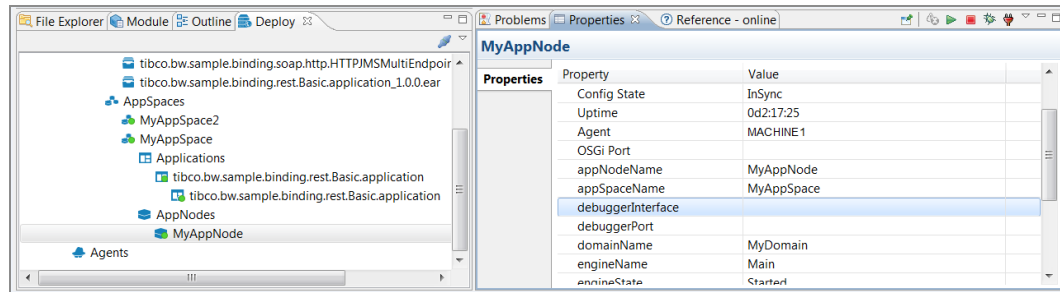 File Explorer Module Outline Deploy
tibco.bw.sample.binding.soap.http.HTTPJMSMultiEndpoir
tibco.bw.sample.binding.rest.Basic.application_1.0.0.ear
AppSpaces
MyAppSpace2
MyAppSpace
Applications
tibco.bw.sample.binding.rest.Basic.application
tibco.bw.sample.binding.rest.Basic.application
AppNodes
MyAppNode
Agents
Problems Properties Reference - online
MyAppNode
Properties
Property Value
Config State InSync
Uptime 0d2:17:25
Agent MACHINE1
OSGi Port
appNodeName MyAppNode
appSpaceName MyAppSpace
debuggerInterface
debuggerPort
domainName MyDomain
engineName Main
engineState Started